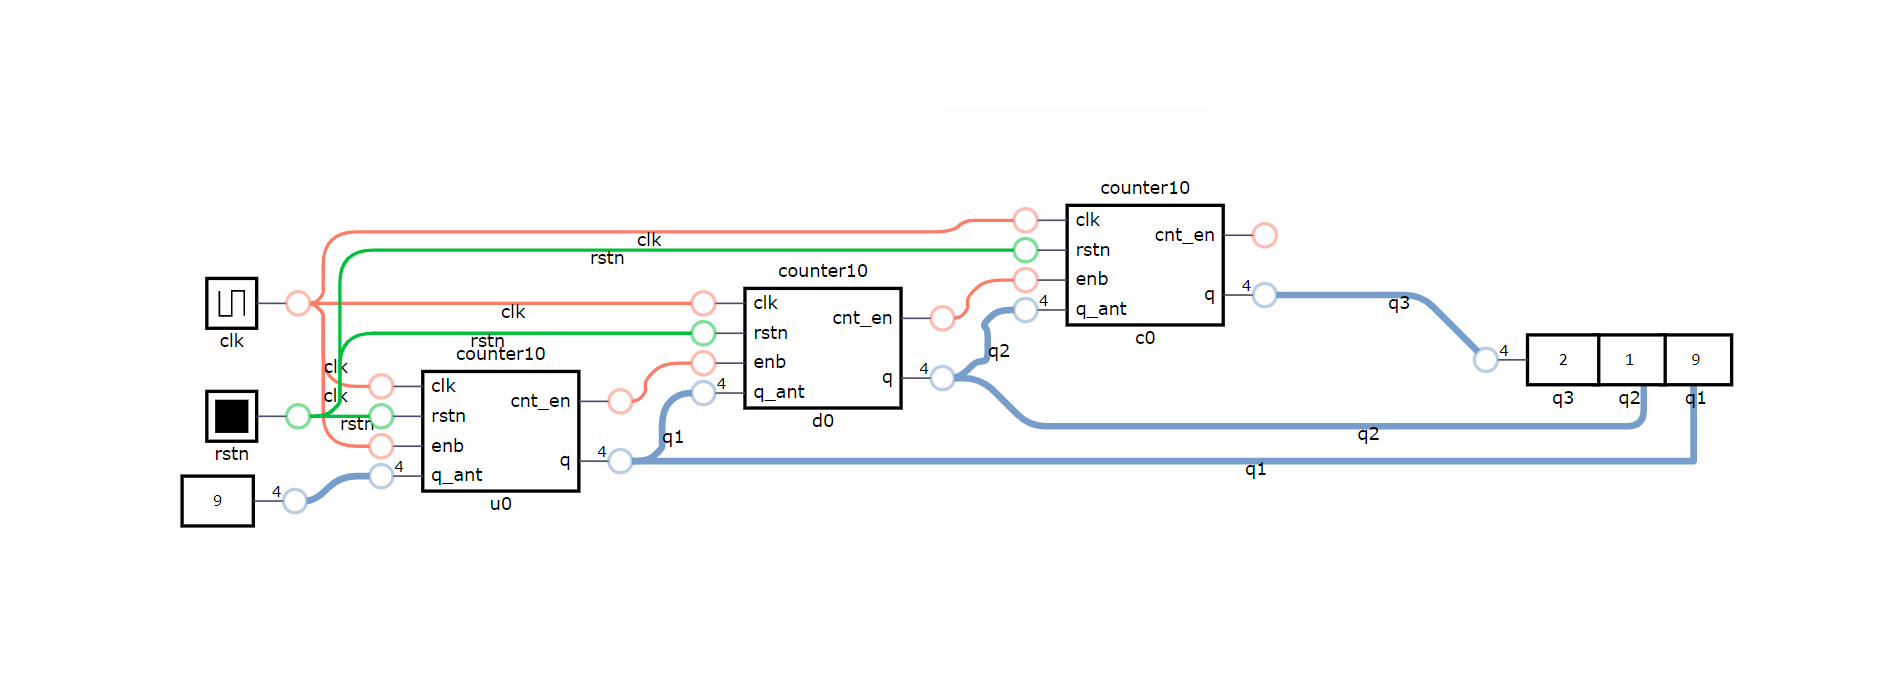 counter10
clk
rstn
enb
q_ant
cnt_en
q
c0
4
4
clk
rstn
counter10
clk
rstn
enb
q_ant
cnt_en
q
d0
4
4
clk
rstn
counter10
clk
rstn
enb
q_ant
cnt_en
q
u0
4
4
clk
rstn
clk
clk
rstn
9
4
q1
q2
q3
4
2 1 9
q3 q2 q1
q2
q1